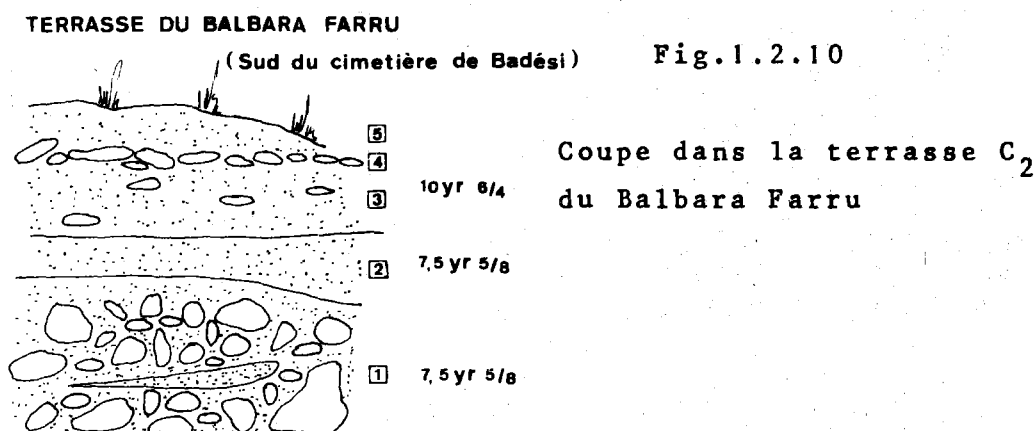 TERRASSE DU BALBARA FARRU
(Sud du cimetière de Badési)
Fig.1.2.10
Coupe dans la terrasse C2
du Balbara Farru
5
4
3 10yr 6/4
2 7,5 yr 5/8
1 7,5 yr 5/8